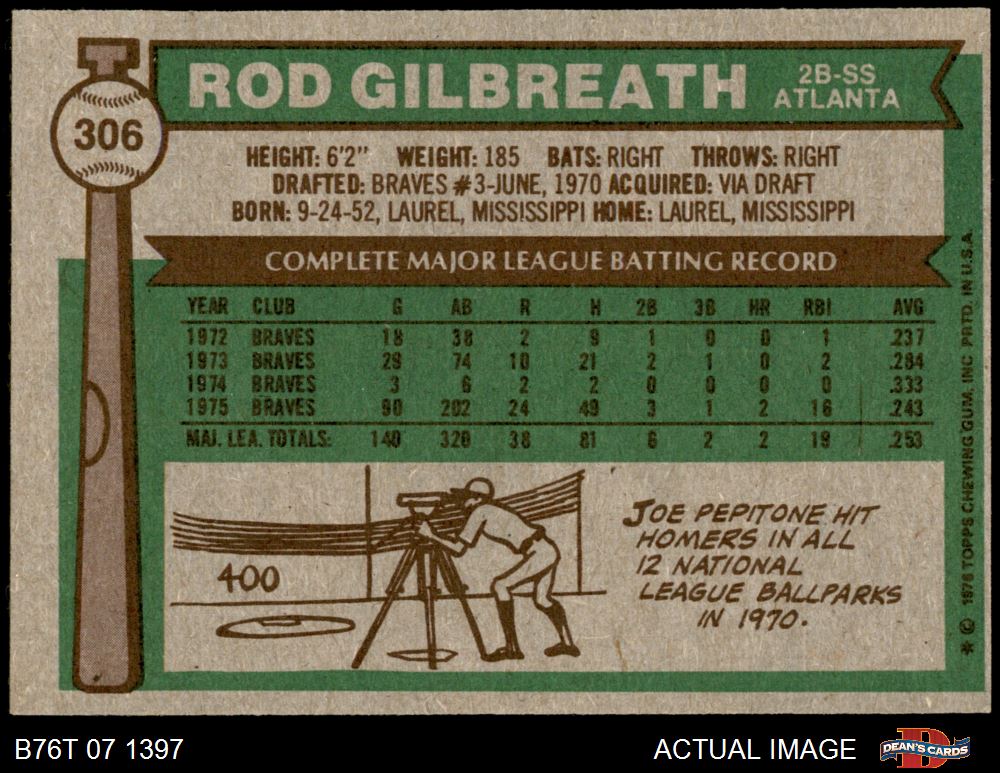 306
ROD GILBREATH
2B-SS
ATLANTA
HEIGHT: 6'2" WEIGHT: 185 BATS: RIGHT THROWS: RIGHT
DRAFTED: BRAVES #3-JUNE, 1970 ACQUIRED: VIA DRAFT
BORN: 9-24-52, LAUREL, MISSISSIPPI HOME: LAUREL, MISSISSIPPI
COMPLETE MAJOR LEAGUE BATTING RECORD
YEAR CLUB G AB R H 2B 3B HR RBI AVG
1972 BRAVES 18 38 2 9 1 0 0 1 .237
1973 BRAVES 29 74 10 21 2 1 0 2 .284
1974 BRAVES 3 6 2 2 0 0 0 0 .333
1975 BRAVES 90 202 24 49 3 1 2 16 .243
MAJ. LEA. TOTALS: 140 320 38 81 6 2 2 19 .253
400
JOE PEPITONE HIT
HOMERS IN ALL
12 NATIONAL
LEAGUE BALLPARKS
IN 1970.
* © 1976 TOPPS CHEWING GUM, INC PRTD. IN U.S.A.
B76T 07 1397
ACTUAL IMAGE
DEAN'S CARDS